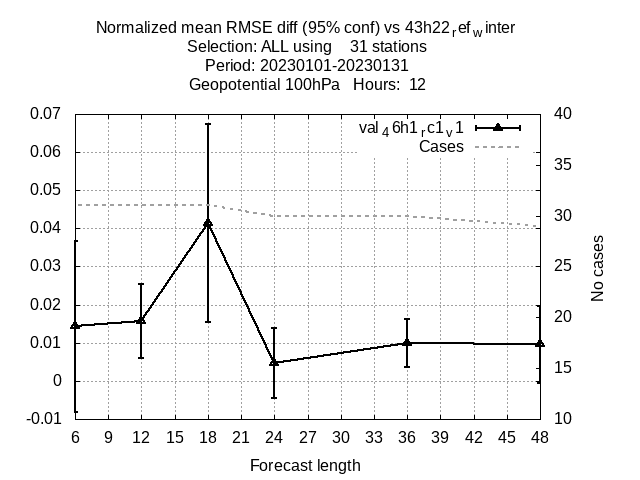 Normalized mean RMSE diff (95% conf) vs 43h22refwinter
Selection: ALL using 31 stations
Period: 20230101-20230131
Geopotential 100hPa Hours: 12
0.07 40
val46h1rc1v1
Cases
0.06
35
0.05
0.04 30
0.03 25
No cases
0.02
20
0.01
15
0
-0.01 10
6 9 12 15 18 21 24 27 30 33 36 39 42 45 48
Forecast length